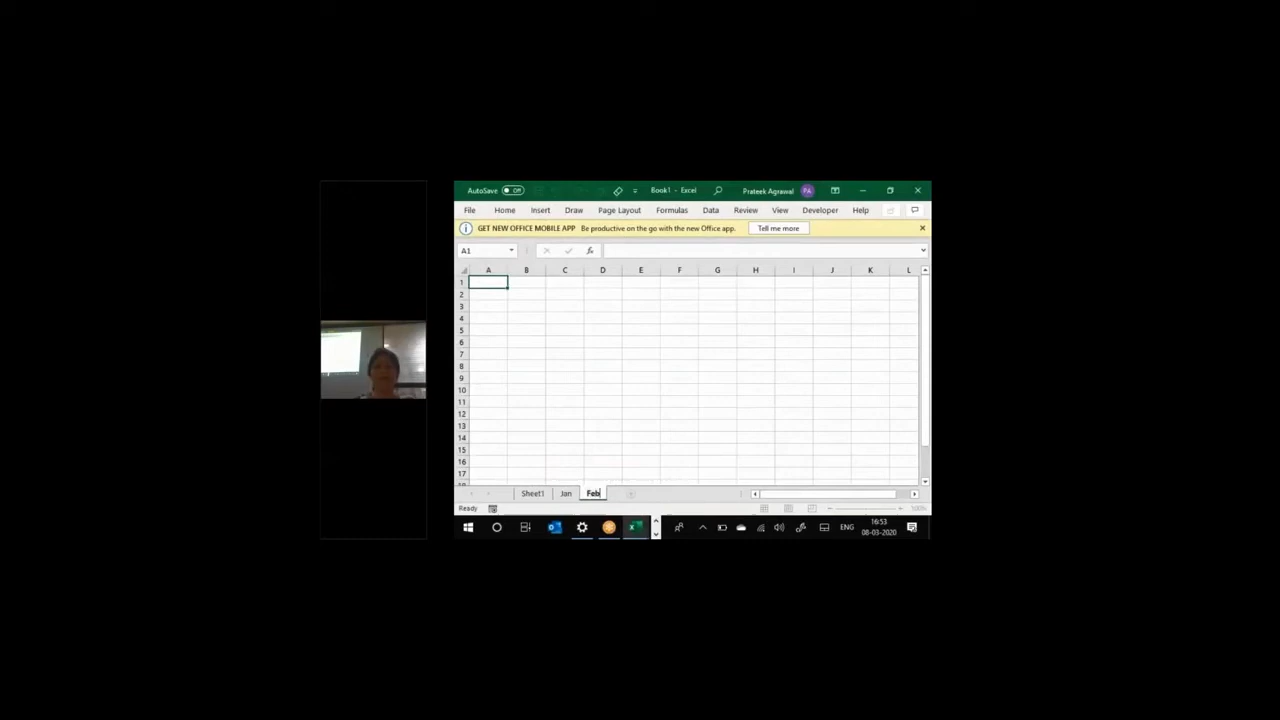 AutoSave Off Book1 - Excel Prateek Agrawal PA
File Home Insert Draw Page Layout Formulas Data Review View Developer Help
GET NEW OFFICE MOBILE APP Be productive on the go with the new Office app. Tell me more
A1 fx
A B C D E F G H I J K L
1
2
3
4
5
6
7
8
9
10
11
12
13
14
15
16
17
18
Sheet1 Jan Feb
Ready 100%
ENG 16:53
08-03-2020